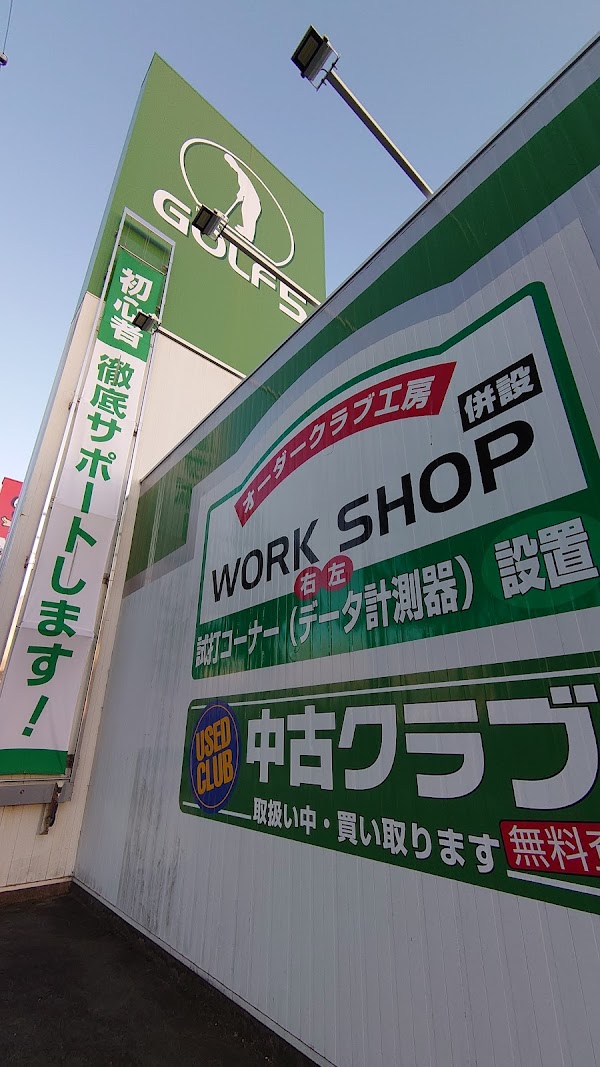 GOLF5
初心者 徹底サポートします!
オーダークラブ工房
併設
WORK SHOP
右 左
試打コーナー(データ計測器)設置
USED
CLUB
中古クラブ
取扱い中・買い取ります
無料査